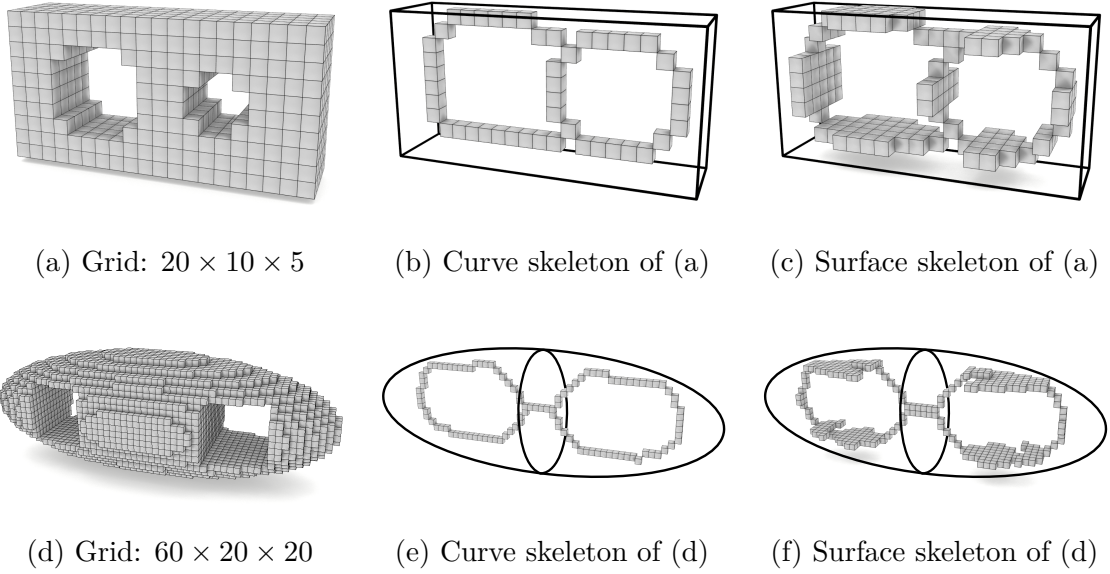 (a) Grid: 20 × 10 × 5
(b) Curve skeleton of (a)
(c) Surface skeleton of (a)
(d) Grid: 60 × 20 × 20
(e) Curve skeleton of (d)
(f) Surface skeleton of (d)